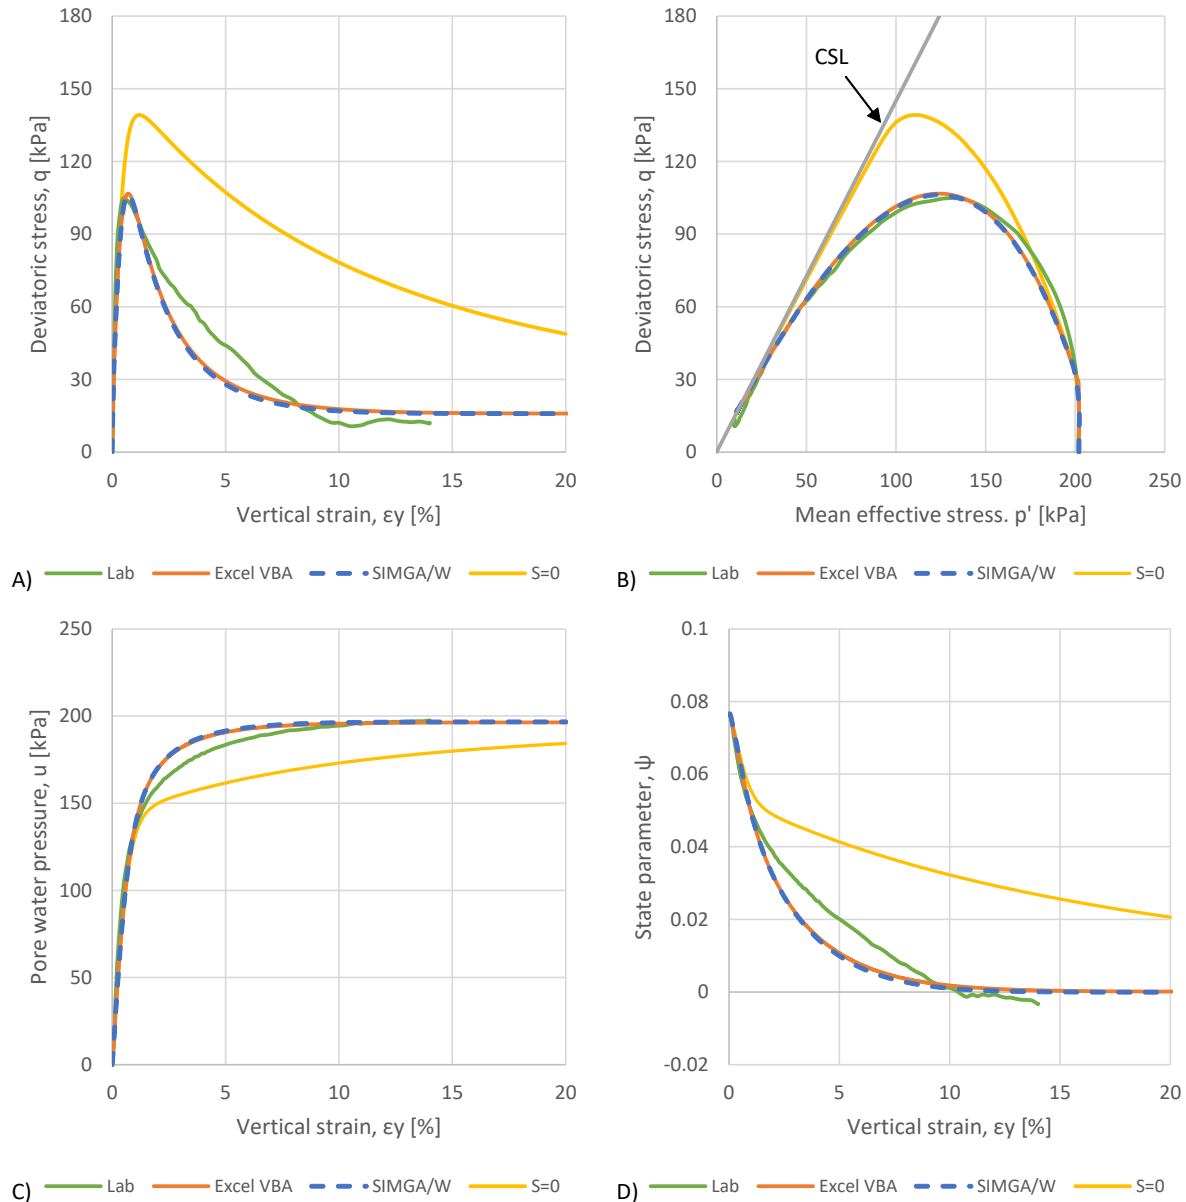 180
150
120
90
60
30
0
Deviatoric stress, q [kPa]
0 5 10 15 20
Vertical strain, εy [%]
A) Lab Excel VBA SIMGA/W S=0
180
150
120
90
60
30
0
Deviatoric stress, q [kPa]
CSL
0 50 100 150 200 250
Mean effective stress. p' [kPa]
B) Lab Excel VBA SIMGA/W S=0
250
200
150
100
50
0
Pore water pressure, u [kPa]
0 5 10 15 20
Vertical strain, εy [%]
C) Lab Excel VBA SIMGA/W S=0
0.1
0.08
0.06
0.04
0.02
0
-0.02
State parameter, ψ
0 5 10 15 20
Vertical strain, εy [%]
D) Lab Excel VBA SIMGA/W S=0